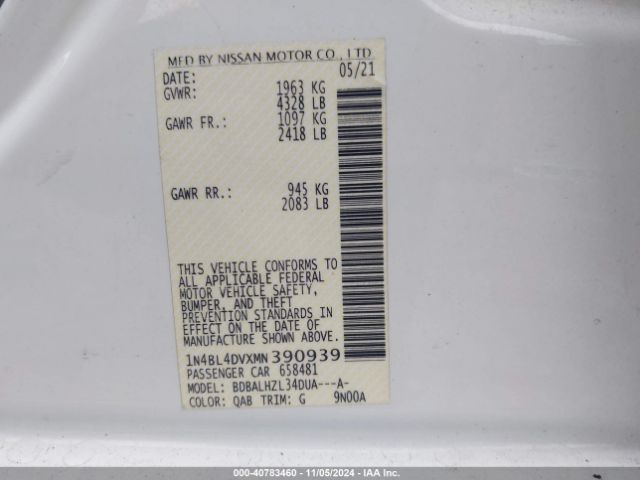 MFD BY NISSAN MOTOR CO., LTD
DATE: 05/21
GVWR: 1963 KG
4328 LB
GAWR FR.: 1097 KG
2418 LB
GAWR RR.: 945 KG
2083 LB
THIS VEHICLE CONFORMS TO
ALL APPLICABLE FEDERAL
MOTOR VEHICLE SAFETY,
BUMPER, AND THEFT
PREVENTION STANDARDS IN
EFFECT ON THE DATE OF
MANUFACTURE SHOWN ABOVE.
1N4BL4DVXMN390939
PASSENGER CAR 658481
MODEL: BDBALHZL34DUA---A-
COLOR: QAB TRIM: G 9N00A
000-40783460 - 11/05/2024 - IAA Inc.